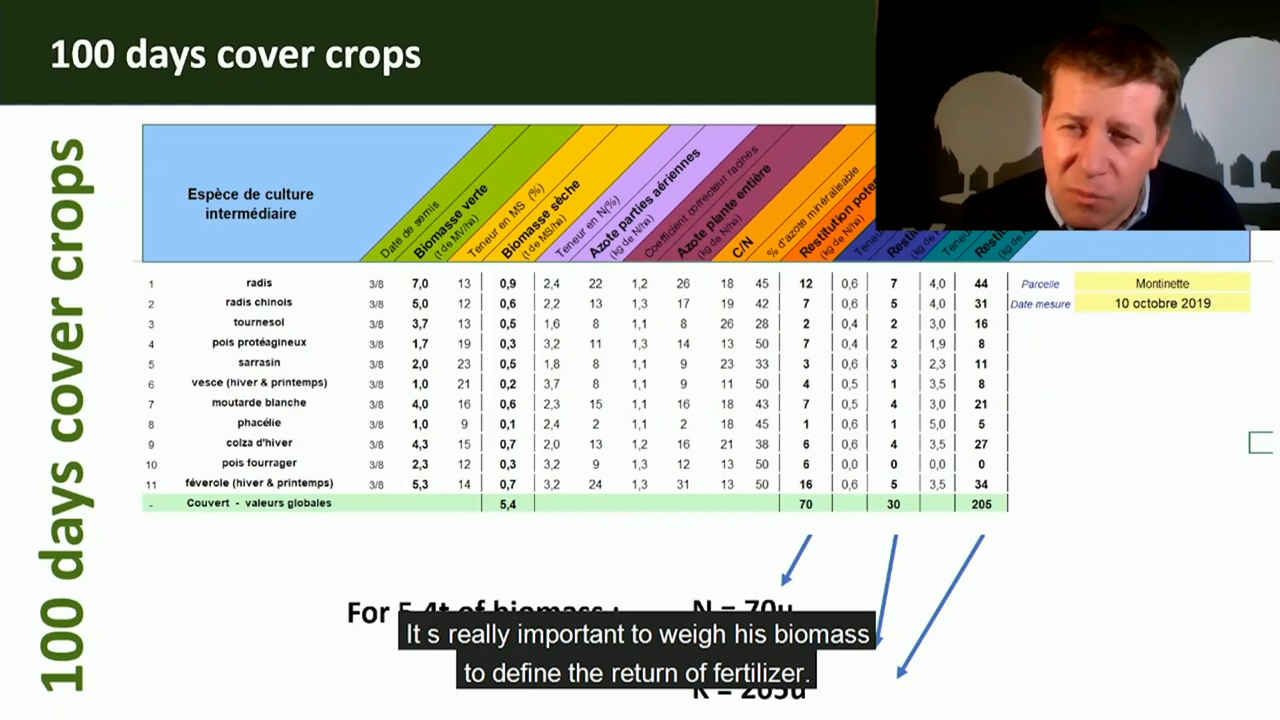 100 days cover crops
100 days cover crops
Espèce de culture
intermédiaire
Date de semis
Biomasse verte
(t de MV/ha)
Teneur en MS (%)
Biomasse sèche
(t de MS/ha)
Teneur en N(%)
Azote parties aériennes
(kg de N/ha)
Coefficient correcteur racines
Azote plante entière
(kg de N/ha)
C/N
% d'azote minéralisable
Restitution
(kg de N/ha)
1 radis 3/8 7,0 13 0,9 2,4 22 1,2 26 18 45 12 0,6 7 4,0 44
2 radis chinois 3/8 5,0 12 0,6 2,2 13 1,3 17 19 42 7 0,6 5 4,0 31
3 tournesol 3/8 3,7 13 0,5 1,6 8 1,1 8 26 28 2 0,4 2 3,0 16
4 pois protéagineux 3/8 1,7 19 0,3 3,2 11 1,3 14 13 50 7 0,4 2 1,9 8
5 sarrasin 3/8 2,0 23 0,5 1,8 8 1,1 9 23 33 3 0,6 3 2,3 11
6 vesce (hiver & printemps) 3/8 1,0 21 0,2 3,7 8 1,1 9 11 50 4 0,5 1 3,5 8
7 moutarde blanche 3/8 4,0 16 0,6 2,3 15 1,1 16 18 43 7 0,5 4 3,0 21
8 phacélie 3/8 1,0 9 0,1 2,4 2 1,1 2 18 45 1 0,6 1 5,0 5
9 colza d'hiver 3/8 4,3 15 0,7 2,0 13 1,2 16 21 38 6 0,6 4 3,5 27
10 pois fourrager 3/8 2,3 12 0,3 3,2 9 1,3 12 13 50 6 0,0 0 0,0 0
11 féverole (hiver & printemps) 3/8 5,3 14 0,7 3,2 24 1,3 31 13 50 16 0,6 5 3,5 34
- Couvert - valeurs globales 5,4 70 30 205
Parcelle Montinette
Date mesure 10 octobre 2019
For 5,4t of biomass : N = 70u
K = 205u
It s really important to weigh his biomass
to define the return of fertilizer.